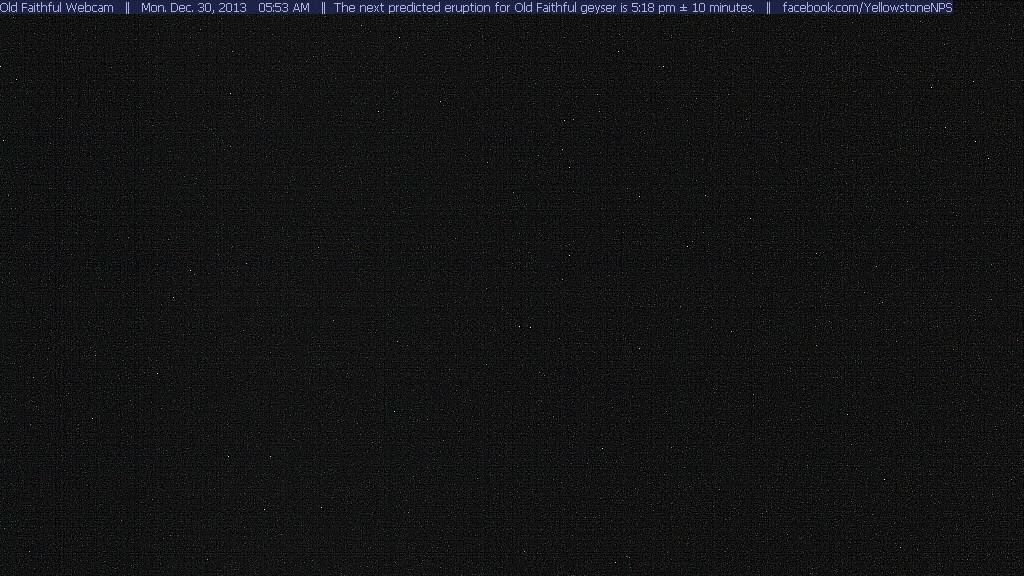 Old Faithful Webcam || Mon. Dec. 30, 2013 05:53 AM || The next predicted eruption for Old Faithful geyser is 5:18 pm ± 10 minutes. || facebook.com/YellowstoneNPS